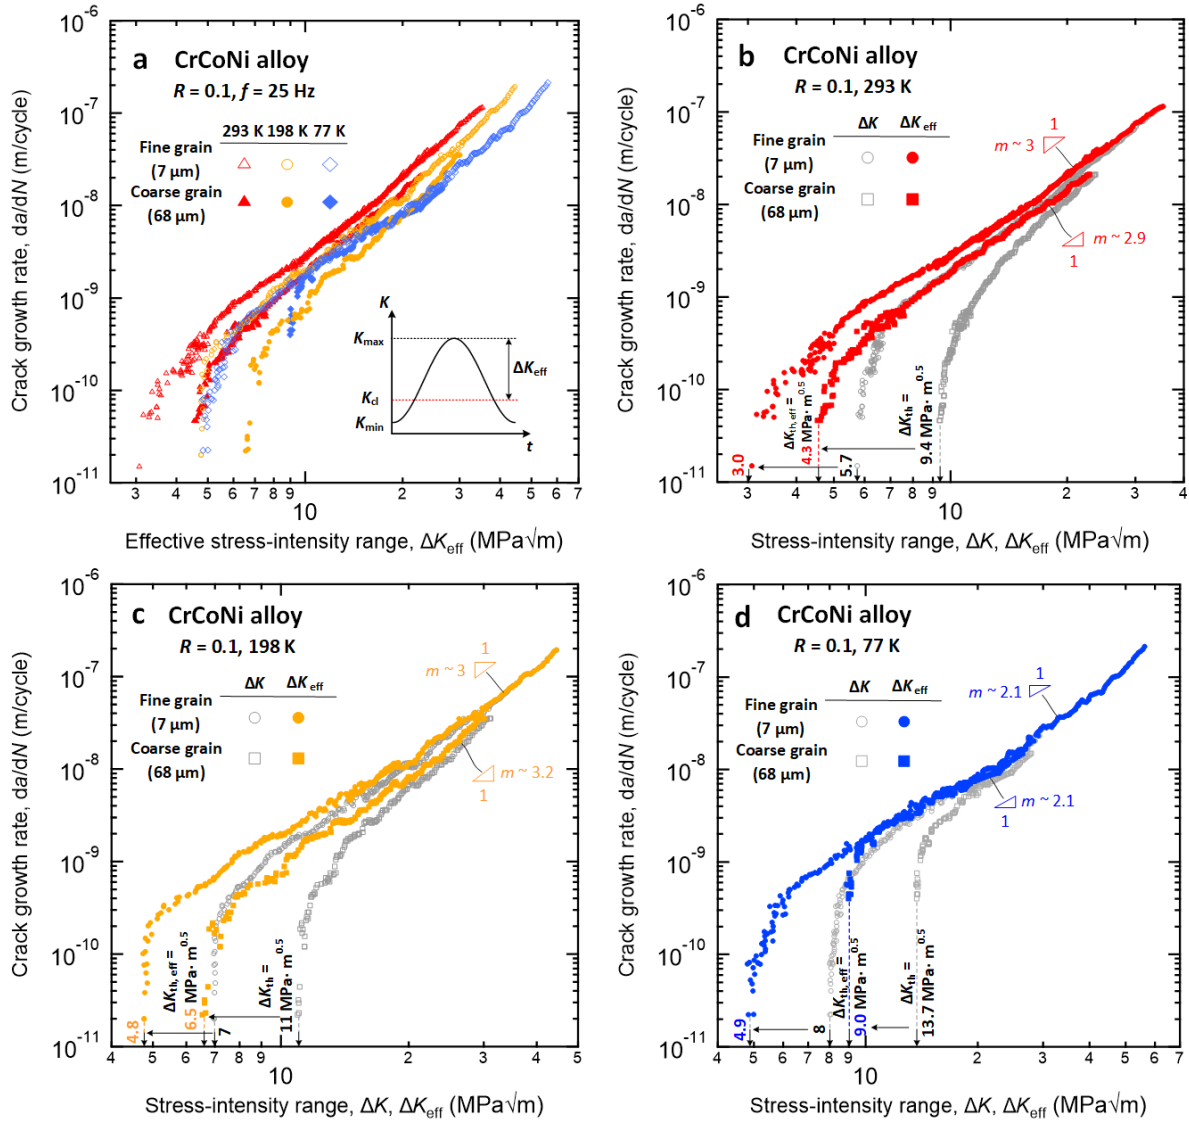 a
CrCoNi alloy
R = 0.1, f = 25 Hz
293 K 198 K 77 K
Fine grain
(7 μm)
Coarse grain
(68 μm)
K
Kmax
ΔKeff
Kcl
Kmin
t
10-6
10-7
10-8
10-9
10-10
10-11
3 4 5 6 7 8 9 2 3 4 5 6 7
10
Crack growth rate, da/dN (m/cycle)
Effective stress-intensity range, ΔKeff (MPa√m)
b
CrCoNi alloy
R = 0.1, 293 K
ΔK ΔKeff
Fine grain
(7 μm)
Coarse grain
(68 μm)
1
m ~ 3
m ~ 2.9
1
ΔKth,eff =
4.3 MPa· m0.5
ΔKth =
9.4 MPa· m0.5
3.0
5.7
10-6
10-7
10-8
10-9
10-10
10-11
3 4 5 6 7 8 9 2 3 4
10
Crack growth rate, da/dN (m/cycle)
Stress-intensity range, ΔK, ΔKeff (MPa√m)
c
CrCoNi alloy
R = 0.1, 198 K
ΔK ΔKeff
Fine grain
(7 μm)
Coarse grain
(68 μm)
1
m ~ 3
m ~ 3.2
1
ΔKth, eff =
6.5 MPa· m0.5
ΔKth =
11 MPa· m0.5
4.8
7
10-6
10-7
10-8
10-9
10-10
10-11
4 5 6 7 8 9 2 3 4 5
10
Crack growth rate, da/dN (m/cycle)
Stress-intensity range, ΔK, ΔKeff (MPa√m)
d
CrCoNi alloy
R = 0.1, 77 K
ΔK ΔKeff
Fine grain
(7 μm)
Coarse grain
(68 μm)
1
m ~ 2.1
m ~ 2.1
1
ΔKth, eff =
9.0 MPa· m0.5
ΔKth =
13.7 MPa· m0.5
4.9
8
10-6
10-7
10-8
10-9
10-10
10-11
4 5 6 7 8 9 2 3 4 5 6 7
10
Crack growth rate, da/dN (m/cycle)
Stress-intensity range, ΔK, ΔKeff (MPa√m)